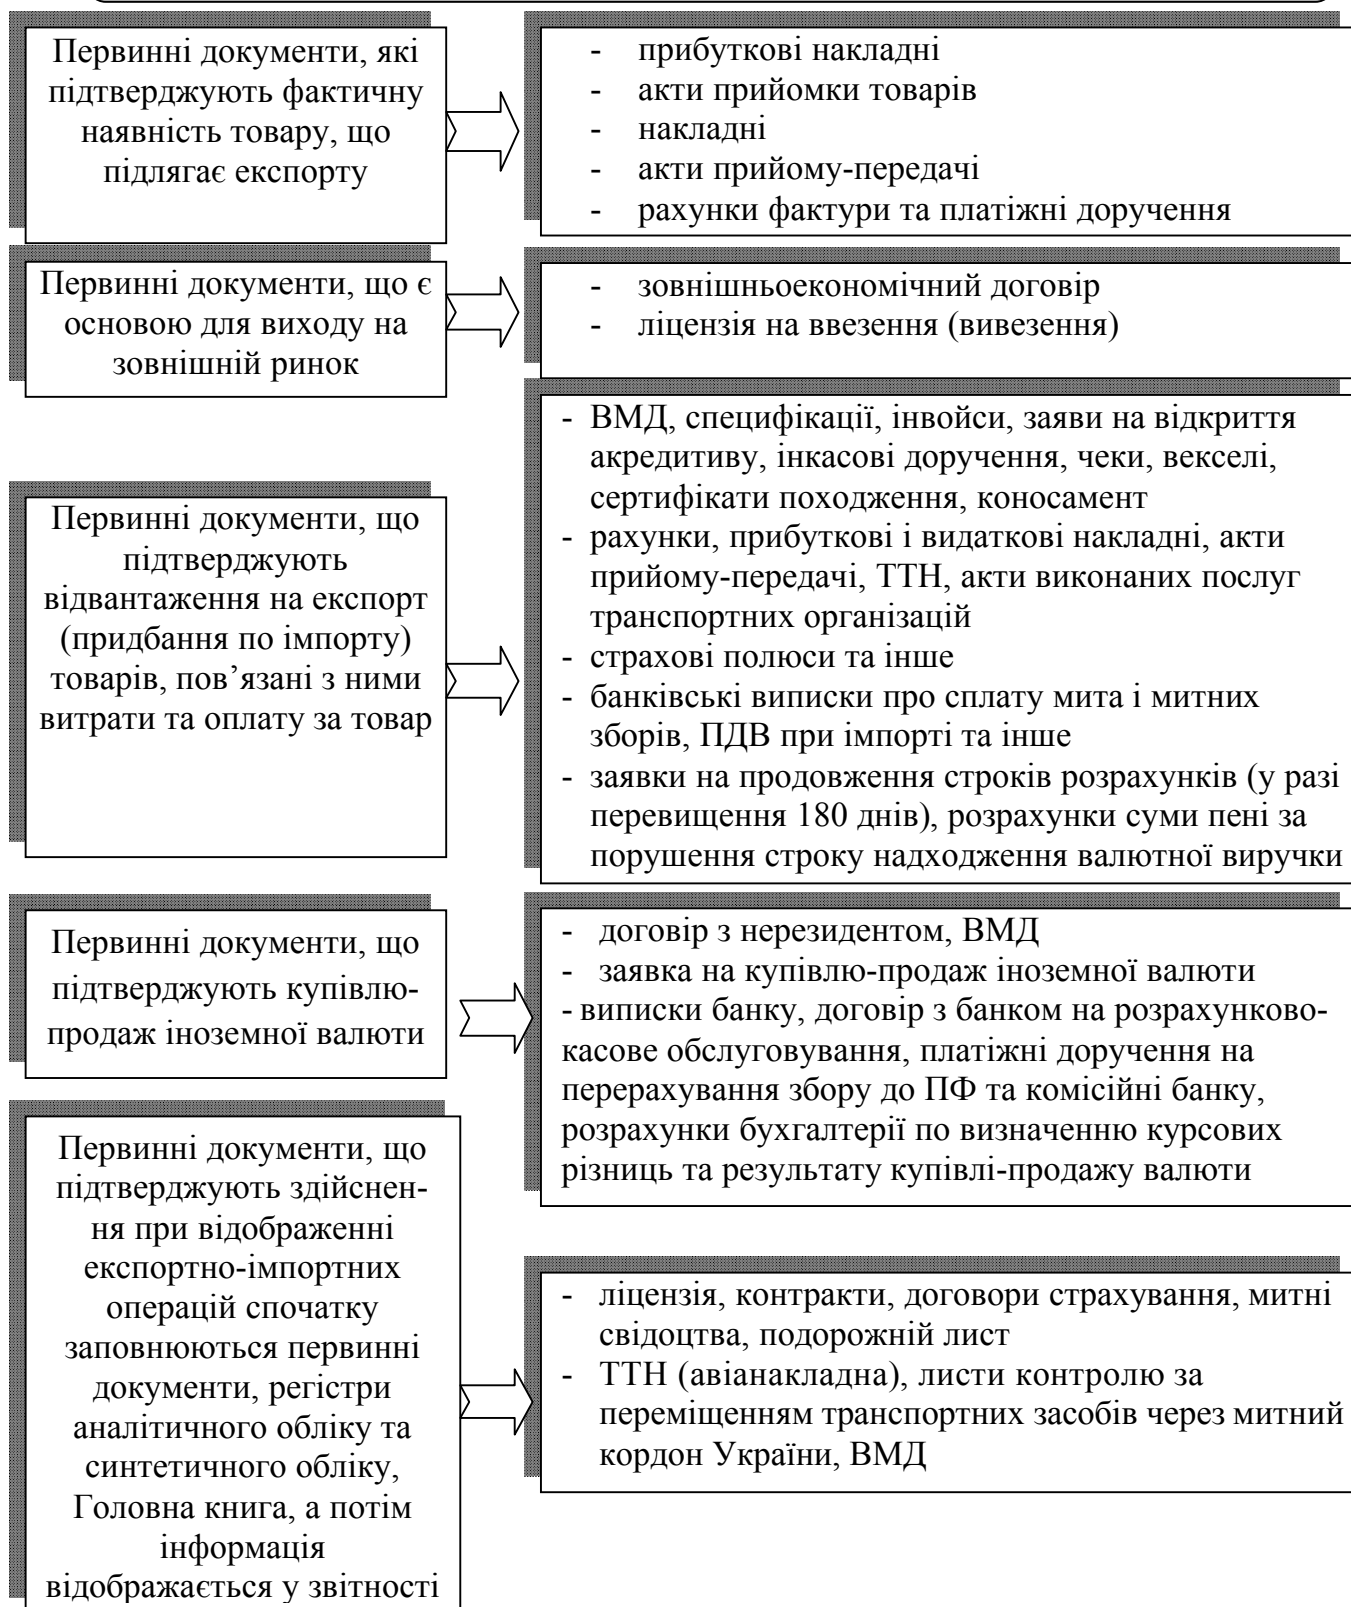 Первинні документи, які
підтверджують фактичну
наявність товару, що
підлягає експорту
- прибуткові накладні
- акти прийомки товарів
- накладні
- акти прийому-передачі
- рахунки фактури та платіжні доручення
Первинні документи, що є
основою для виходу на
зовнішній ринок
- зовнішньоекономічний договір
- ліцензія на ввезення (вивезення)
Первинні документи, що
підтверджують
відвантаження на експорт
(придбання по імпорту)
товарів, пов’язані з ними
витрати та оплату за товар
- ВМД, специфікації, інвойси, заяви на відкриття
акредитиву, інкасові доручення, чеки, векселі,
сертифікати походження, коносамент
- рахунки, прибуткові і видаткові накладні, акти
прийому-передачі, ТТН, акти виконаних послуг
транспортних організацій
- страхові полюси та інше
- банківські виписки про сплату мита і митних
зборів, ПДВ при імпорті та інше
- заявки на продовження строків розрахунків (у разі
перевищення 180 днів), розрахунки суми пені за
порушення строку надходження валютної виручки
Первинні документи, що
підтверджують купівлю-
продаж іноземної валюти
- договір з нерезидентом, ВМД
- заявка на купівлю-продаж іноземної валюти
- виписки банку, договір з банком на розрахунково-
касове обслуговування, платіжні доручення на
перерахування збору до ПФ та комісійні банку,
розрахунки бухгалтерії по визначенню курсових
різниць та результату купівлі-продажу валюти
Первинні документи, що
підтверджують здійснен-
ня при відображенні
експортно-імпортних
операцій спочатку
заповнюються первинні
документи, регістри
аналітичного обліку та
синтетичного обліку,
Головна книга, а потім
інформація
відображається у звітності
- ліцензія, контракти, договори страхування, митні
свідоцтва, подорожній лист
- ТТН (авіанакладна), листи контролю за
переміщенням транспортних засобів через митний
кордон України, ВМД